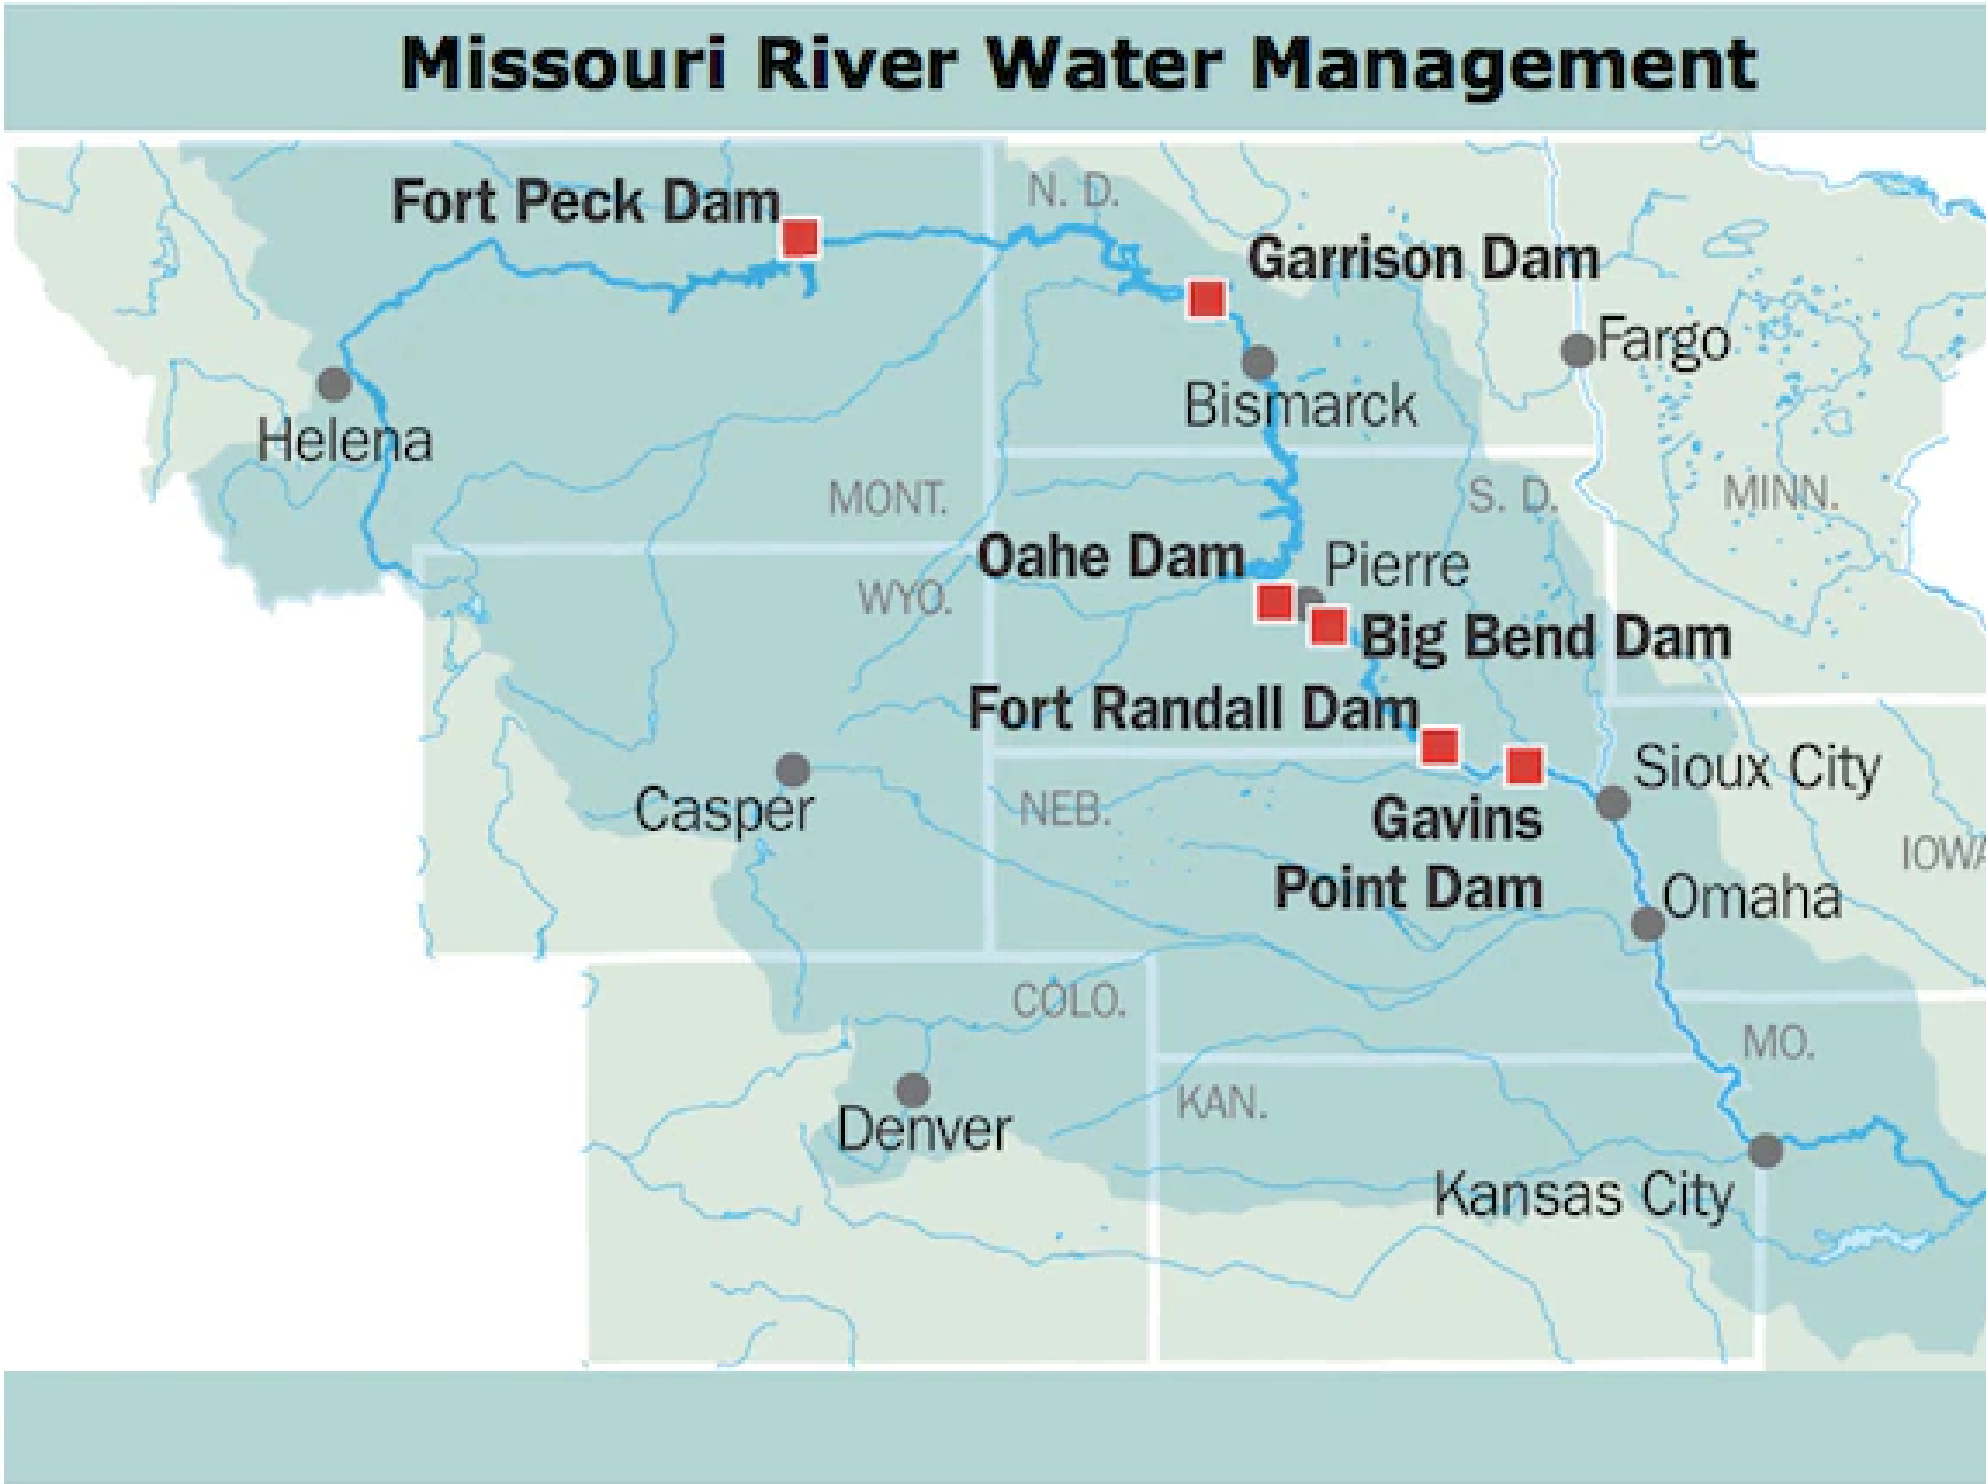 Missouri River Water Management
Fort Peck Dam
N. D.
Garrison Dam
Fargo
Bismarck
Helena
MONT.
S. D.
MINN.
Oahe Dam
Pierre
WYO.
Big Bend Dam
Fort Randall Dam
Sioux City
Casper
NEB.
Gavins
Point Dam
IOWA
Omaha
COLO.
MO.
KAN.
Denver
Kansas City